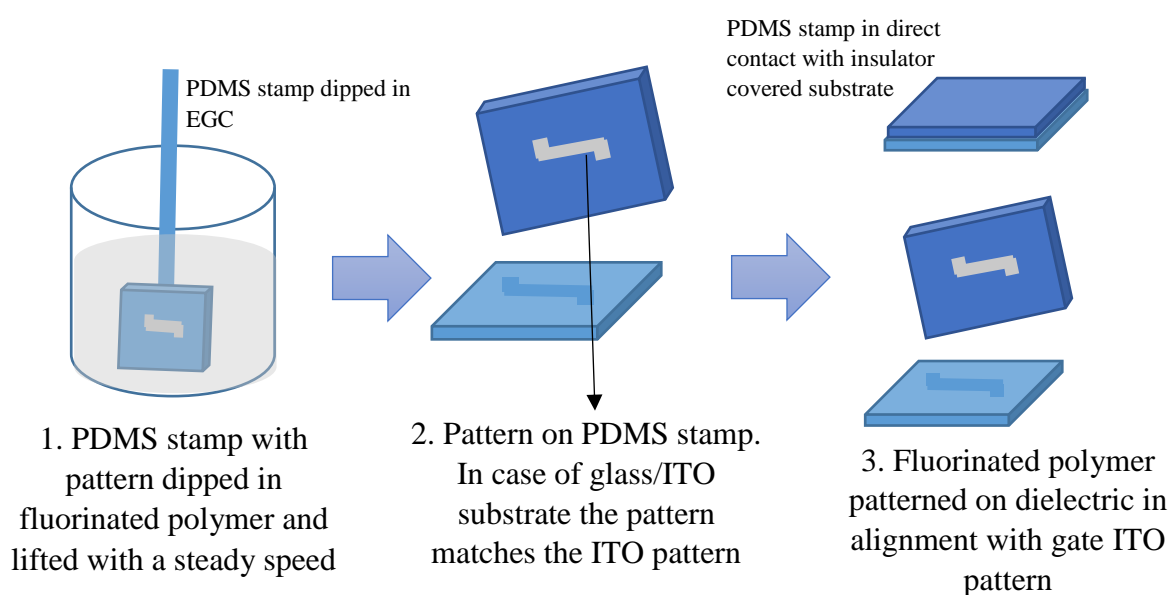 PDMS stamp dipped in
EGC
PDMS stamp in direct
contact with insulator
covered substrate
1. PDMS stamp with
pattern dipped in
fluorinated polymer and
lifted with a steady speed
2. Pattern on PDMS stamp.
In case of glass/ITO
substrate the pattern
matches the ITO pattern
3. Fluorinated polymer
patterned on dielectric in
alignment with gate ITO
pattern